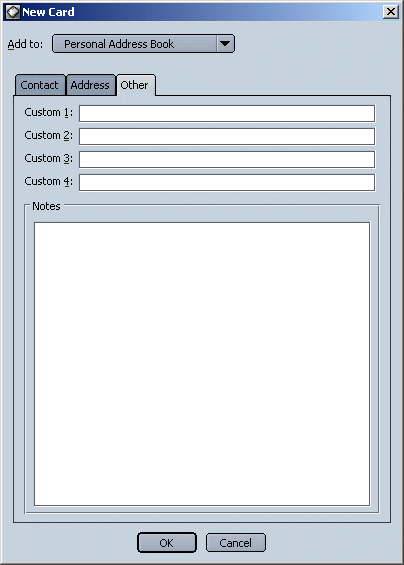 New Card
Add to: Personal Address Book
Contact Address Other
Custom 1:
Custom 2:
Custom 3:
Custom 4:
Notes
OK Cancel